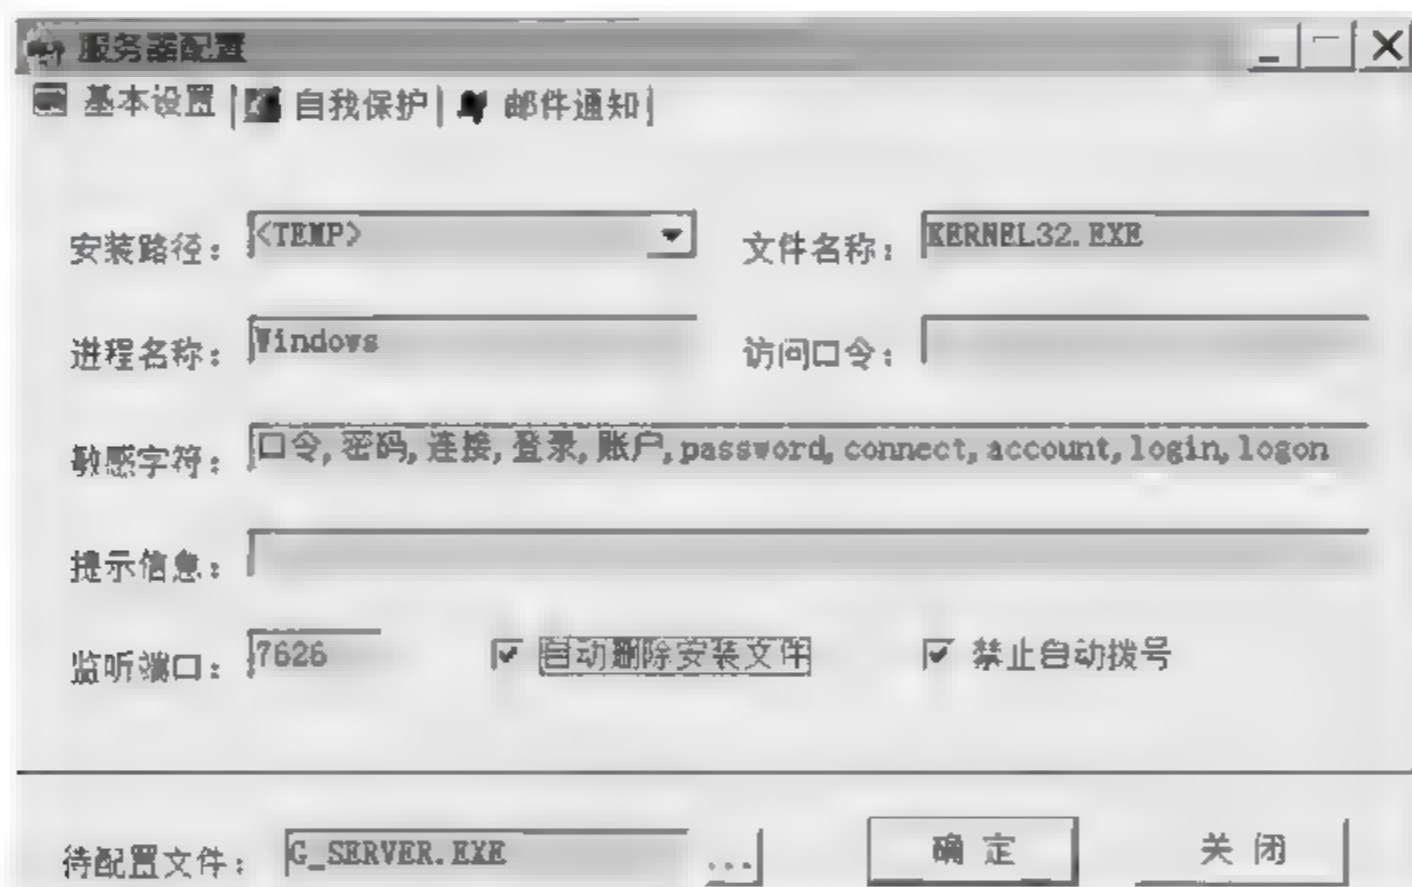 服务器配置
基本设置 自我保护 邮件通知
安装路径： <TEMP> 文件名称： KERNEL32.EXE
进程名称： Windows 访问口令：
敏感字符： 口令,密码,连接,登录,账户,password,connect,account,login,logon
提示信息：
监听端口： 7626 自动删除安装文件 禁止自动拨号
待配置文件： G_SERVER.EXE ... 确 定 关 闭